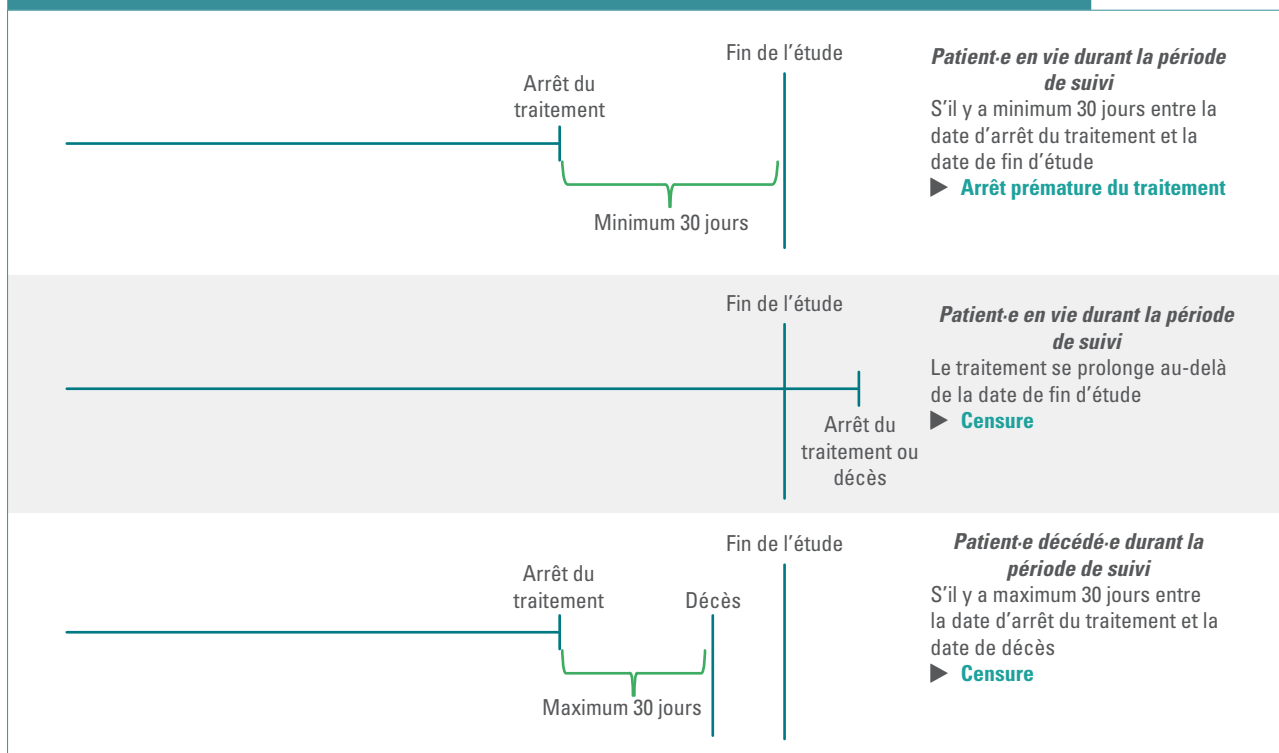 Fin de l'étude
Arrêt du
traitement
Minimum 30 jours
Patient·e en vie durant la période
de suivi
S'il y a minimum 30 jours entre la
date d'arrêt du traitement et la
date de fin d'étude
▶ Arrêt prémature du traitement
Fin de l'étude
Arrêt du
traitement ou
décès
Patient·e en vie durant la période
de suivi
Le traitement se prolonge au-delà
de la date de fin d'étude
▶ Censure
Fin de l'étude
Arrêt du
traitement
Décès
Maximum 30 jours
Patient·e décédé·e durant la
période de suivi
S'il y a maximum 30 jours entre
la date d'arrêt du traitement et la
date de décès
▶ Censure